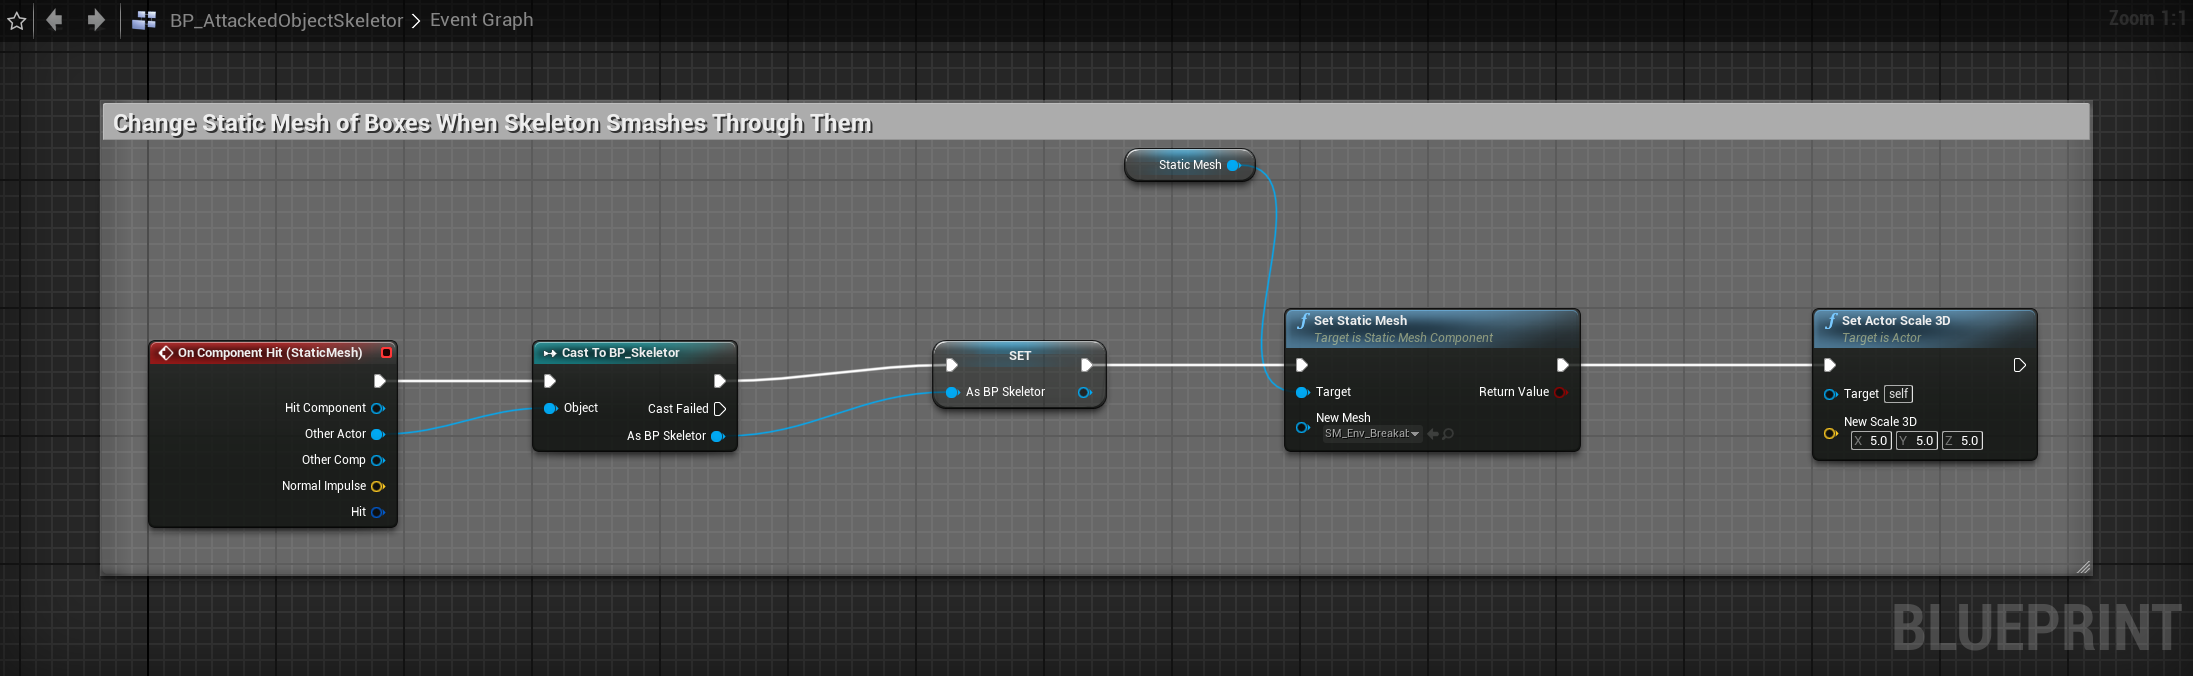 BP_AttackedObjectSkeletor > Event Graph
Zoom 1:1
Change Static Mesh of Boxes When Skeleton Smashes Through Them
Static Mesh
On Component Hit (StaticMesh)
Hit Component
Other Actor
Other Comp
Normal Impulse
Hit
Cast To BP_Skeletor
Object
Cast Failed
As BP Skeletor
SET
As BP Skeletor
f Set Static Mesh
Target is Static Mesh Component
Target
Return Value
New Mesh
SM_Env_Breakat
f Set Actor Scale 3D
Target is Actor
Target self
New Scale 3D
X 5.0 Y 5.0 Z 5.0
BLUEPRINT